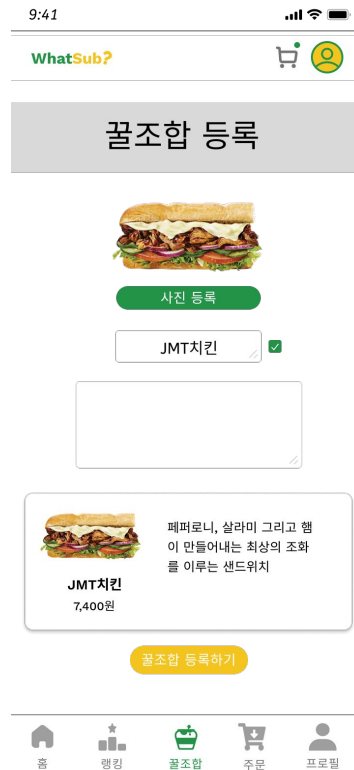 9:41
WhatSub?
꿀조합 등록
사진 등록
JMT치킨
페퍼로니, 살라미 그리고 햄
이 만들어내는 최상의 조화
를 이루는 샌드위치
JMT치킨
7,400원
꿀조합 등록하기
홈 랭킹 꿀조합 주문 프로필